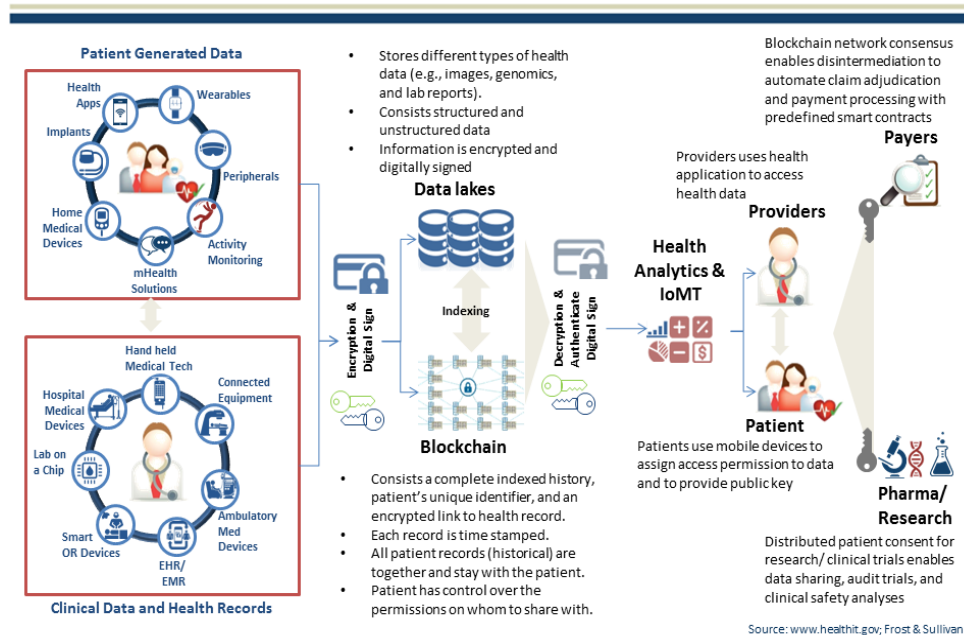 Patient Generated Data
Health
Apps
Wearables
Implants
Peripherals
Home
Medical
Devices
Activity
Monitoring
mHealth
Solutions
Hand held
Medical Tech
Hospital
Medical
Devices
Connected
Equipment
Lab on
a Chip
Smart
OR Devices
Ambulatory
Med
Devices
EHR/
EMR
Clinical Data and Health Records
Encryption &
Digital Sign
• Stores different types of health
data (e.g., images, genomics,
and lab reports).
• Consists structured and
unstructured data
• Information is encrypted and
digitally signed
Data lakes
Indexing
Blockchain
• Consists a complete indexed history,
patient's unique identifier, and an
encrypted link to health record.
• Each record is time stamped.
• All patient records (historical) are
together and stay with the patient.
• Patient has control over the
permissions on whom to share with.
Decryption &
Authenticate
Digital Sign
Health
Analytics &
IoMT
Providers uses health
application to access
health data
Providers
Patient
Patients use mobile devices to
assign access permission to data
and to provide public key
Blockchain network consensus
enables disintermediation to
automate claim adjudication
and payment processing with
predefined smart contracts
Payers
Pharma/
Research
Distributed patient consent for
research/ clinical trials enables
data sharing, audit trials, and
clinical safety analyses
Source: www.healthit.gov; Frost & Sullivan